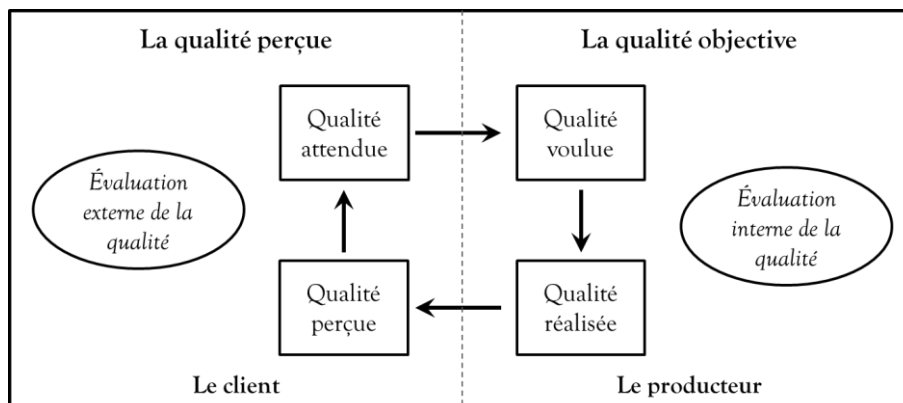 La qualité perçue
La qualité objective
Qualité
attendue
Qualité
voulue
Évaluation
externe de la
qualité
Évaluation
interne de la
qualité
Qualité
perçue
Qualité
réalisée
Le client
Le producteur